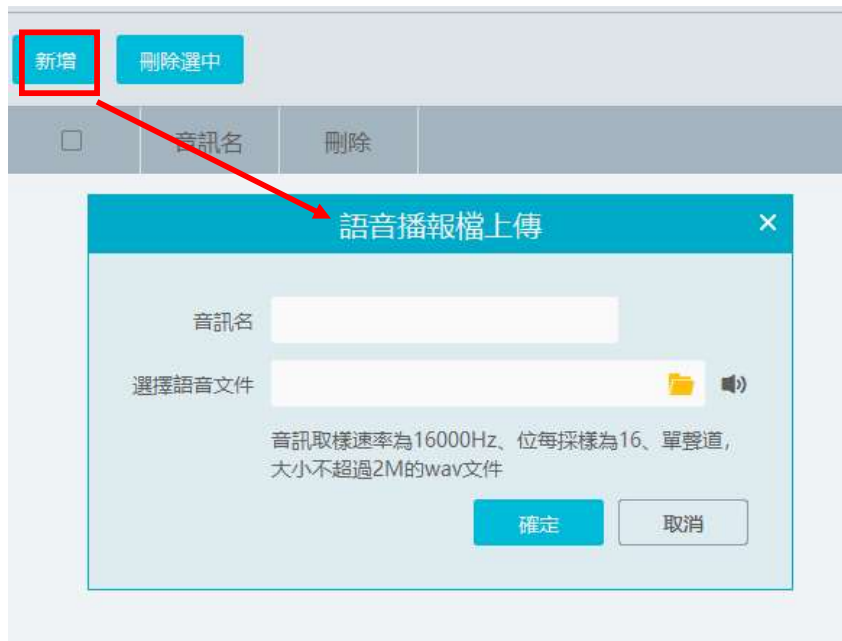 新增 刪除選中
音訊名 刪除
語音播報檔上傳
音訊名
選擇語音文件
音訊取樣速率為16000Hz、位每採樣為16、單聲道,
大小不超過2M的wav文件
確定 取消